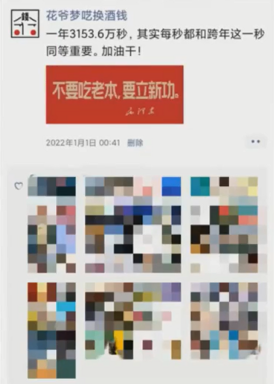 花爷梦呓换酒钱
一年3153.6万秒，其实每秒都和跨年这一秒
同等重要。加油干！
不要吃老本，要立新功。
2022年1月1日 00:41 删除